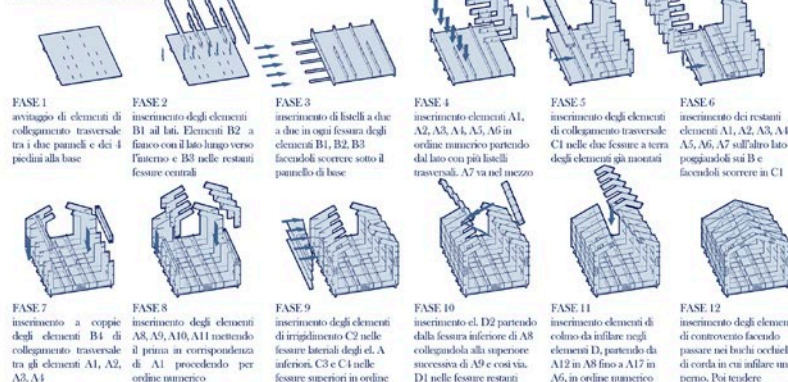 FASE 1
avvitaggio di elementi di
collegamento trasversale
tra i due pannelli e dei 4
piedini alla base
FASE 2
inserimento degli elementi
B1 ail lati. Elementi B2 a
fianco con il lato lungo verso
l'interno e B3 nelle restanti
fessure centrali
FASE 3
inserimento di listelli a due
a due in ogni fessura degli
elementi B1, B2, B3
facendoli scorrere sotto il
pannello di base
FASE 4
inserimento elementi A1,
A2, A3, A4, A5, A6 in
ordine numerico partendo
dal lato con più listelli
trasversali. A7 va nel mezzo
FASE 5
inserimento degli elementi
di collegamento trasversale
C1 nelle due fessure a terra
degli elementi già montati
FASE 6
inserimento dei restanti
elementi A1, A2, A3, A4
A5, A6, A7 sull'altro lato
poggiandoli sui B e
facendoli scorrere in C1
FASE 7
inserimento a coppie
degli elementi B4 di
collegamento trasversale
tra gli elementi A1, A2,
A3, A4
FASE 8
inserimento degli elementi
A8, A9, A10, A11 mettendo
il prima in corrispondenza
di A1 procedendo per
ordine numerico
FASE 9
inserimento degli elementi
di irrigidimento C2 nelle
fessure lateriali degli el. A
inferiori. C3 e C4 nelle
fessure superiori in ordine
FASE 10
inserimento el. D2 partendo
dalla fessura inferiore di A8
collegandola alla superiore
successiva di A9 e così via.
D1 nelle fessure restanti
FASE 11
inserimento elementi di
colmo da infilare negli
elementi D, partendo da
A12 in A8 fino a A17 in
A6, in ordine numerico
FASE 12
inserimento degli elemen
di controvento facendo
passare nei buchi occhiell
di corda in cui infilare un
perno. Poi tendere